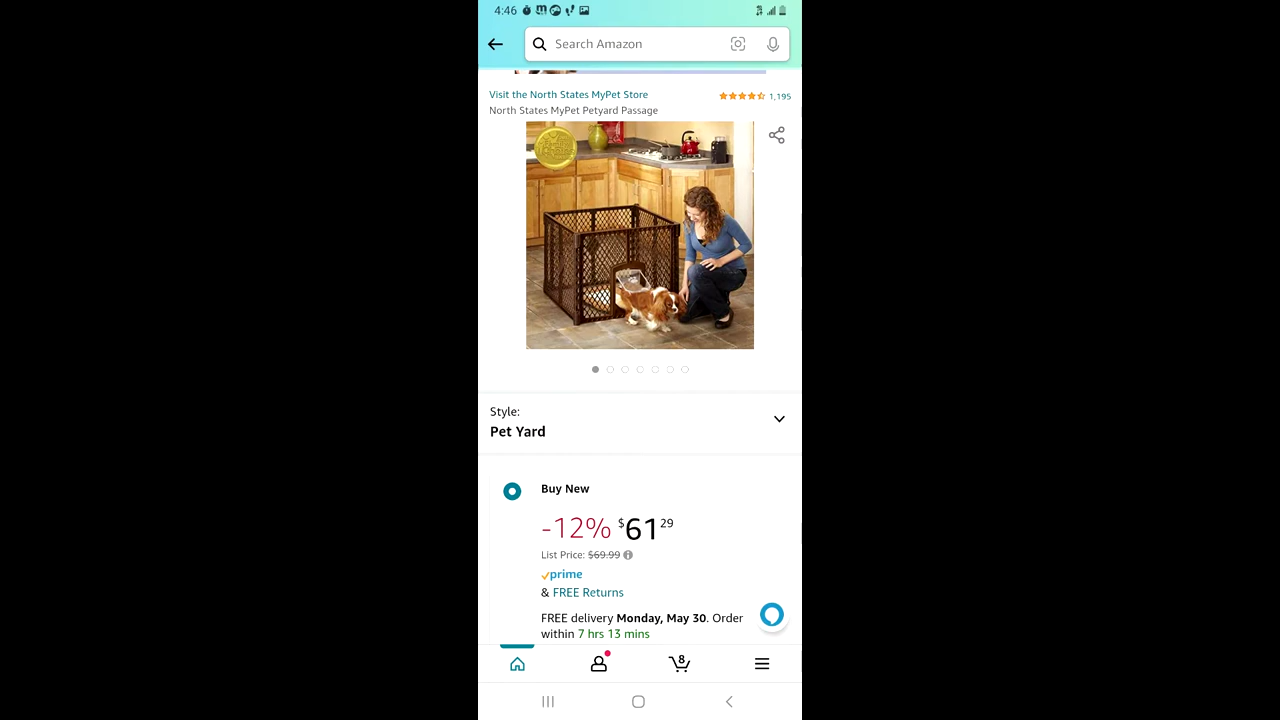 4:46
Search Amazon
Visit the North States MyPet Store
1,195
North States MyPet Petyard Passage
Style:
Pet Yard
Buy New
-12% $61 29
List Price: $69.99
prime
& FREE Returns
FREE delivery Monday, May 30. Order
within 7 hrs 13 mins
8